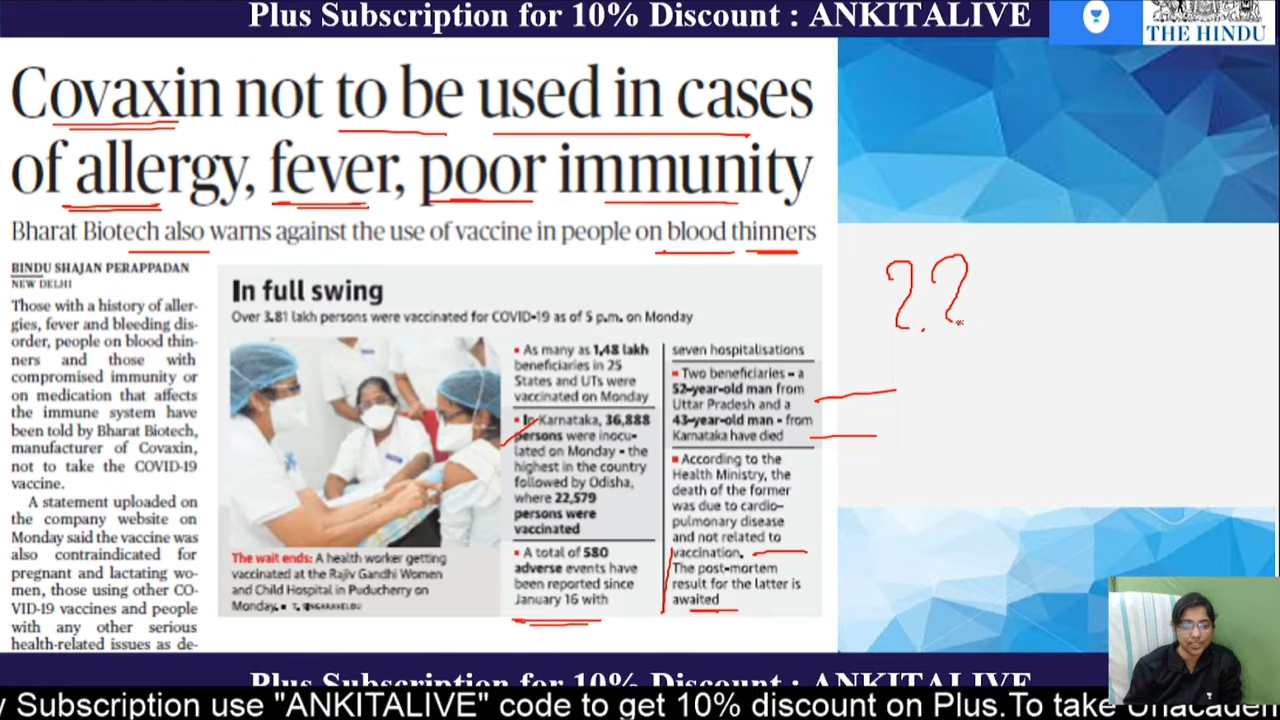 Plus Subscription for 10% Discount : ANKITALIVE
THE HINDU
Covaxin not to be used in cases
of allergy, fever, poor immunity
Bharat Biotech also warns against the use of vaccine in people on blood thinners
BINDU SHAJAN PERAPPADAN
NEW DELHI
Those with a history of aller-
gies, fever and bleeding dis-
order, people on blood thin-
ners and those with
compromised immunity or
on medication that affects
the immune system have
been told by Bharat Biotech,
manufacturer of Covaxin,
not to take the COVID-19
vaccine.
A statement uploaded on
the company website on
Monday said the vaccine was
also contraindicated for
pregnant and lactating wo-
men, those using other CO-
VID-19 vaccines and people
with any other serious
health-related issues as de-
In full swing
Over 3.81 lakh persons were vaccinated for COVID-19 as of 5 p.m. on Monday
The wait ends: A health worker getting
vaccinated at the Rajiv Gandhi Women
and Child Hospital in Puducherry on
Monday.
▪ As many as 1,48 lakh
beneficiaries in 25
States and UTs were
vaccinated on Monday
▪ In Karnataka, 36,888
persons were inocu-
lated on Monday - the
highest in the country
followed by Odisha,
where 22,579
persons were
vaccinated
▪ A total of 580
adverse events have
been reported since
January 16 with
seven hospitalisations
▪ Two beneficiaries - a
52-year-old man from
Uttar Pradesh and a
43-year-old man - from
Karnataka have died
▪ According to the
Health Ministry, the
death of the former
was due to cardio-
pulmonary disease
and not related to
vaccination.
The post-mortem
result for the latter is
awaited
??
Plus Subscription for 10% Discount : ANKITALIVE
y Subscription use "ANKITALIVE" code to get 10% discount on Plus.To take Unacadem